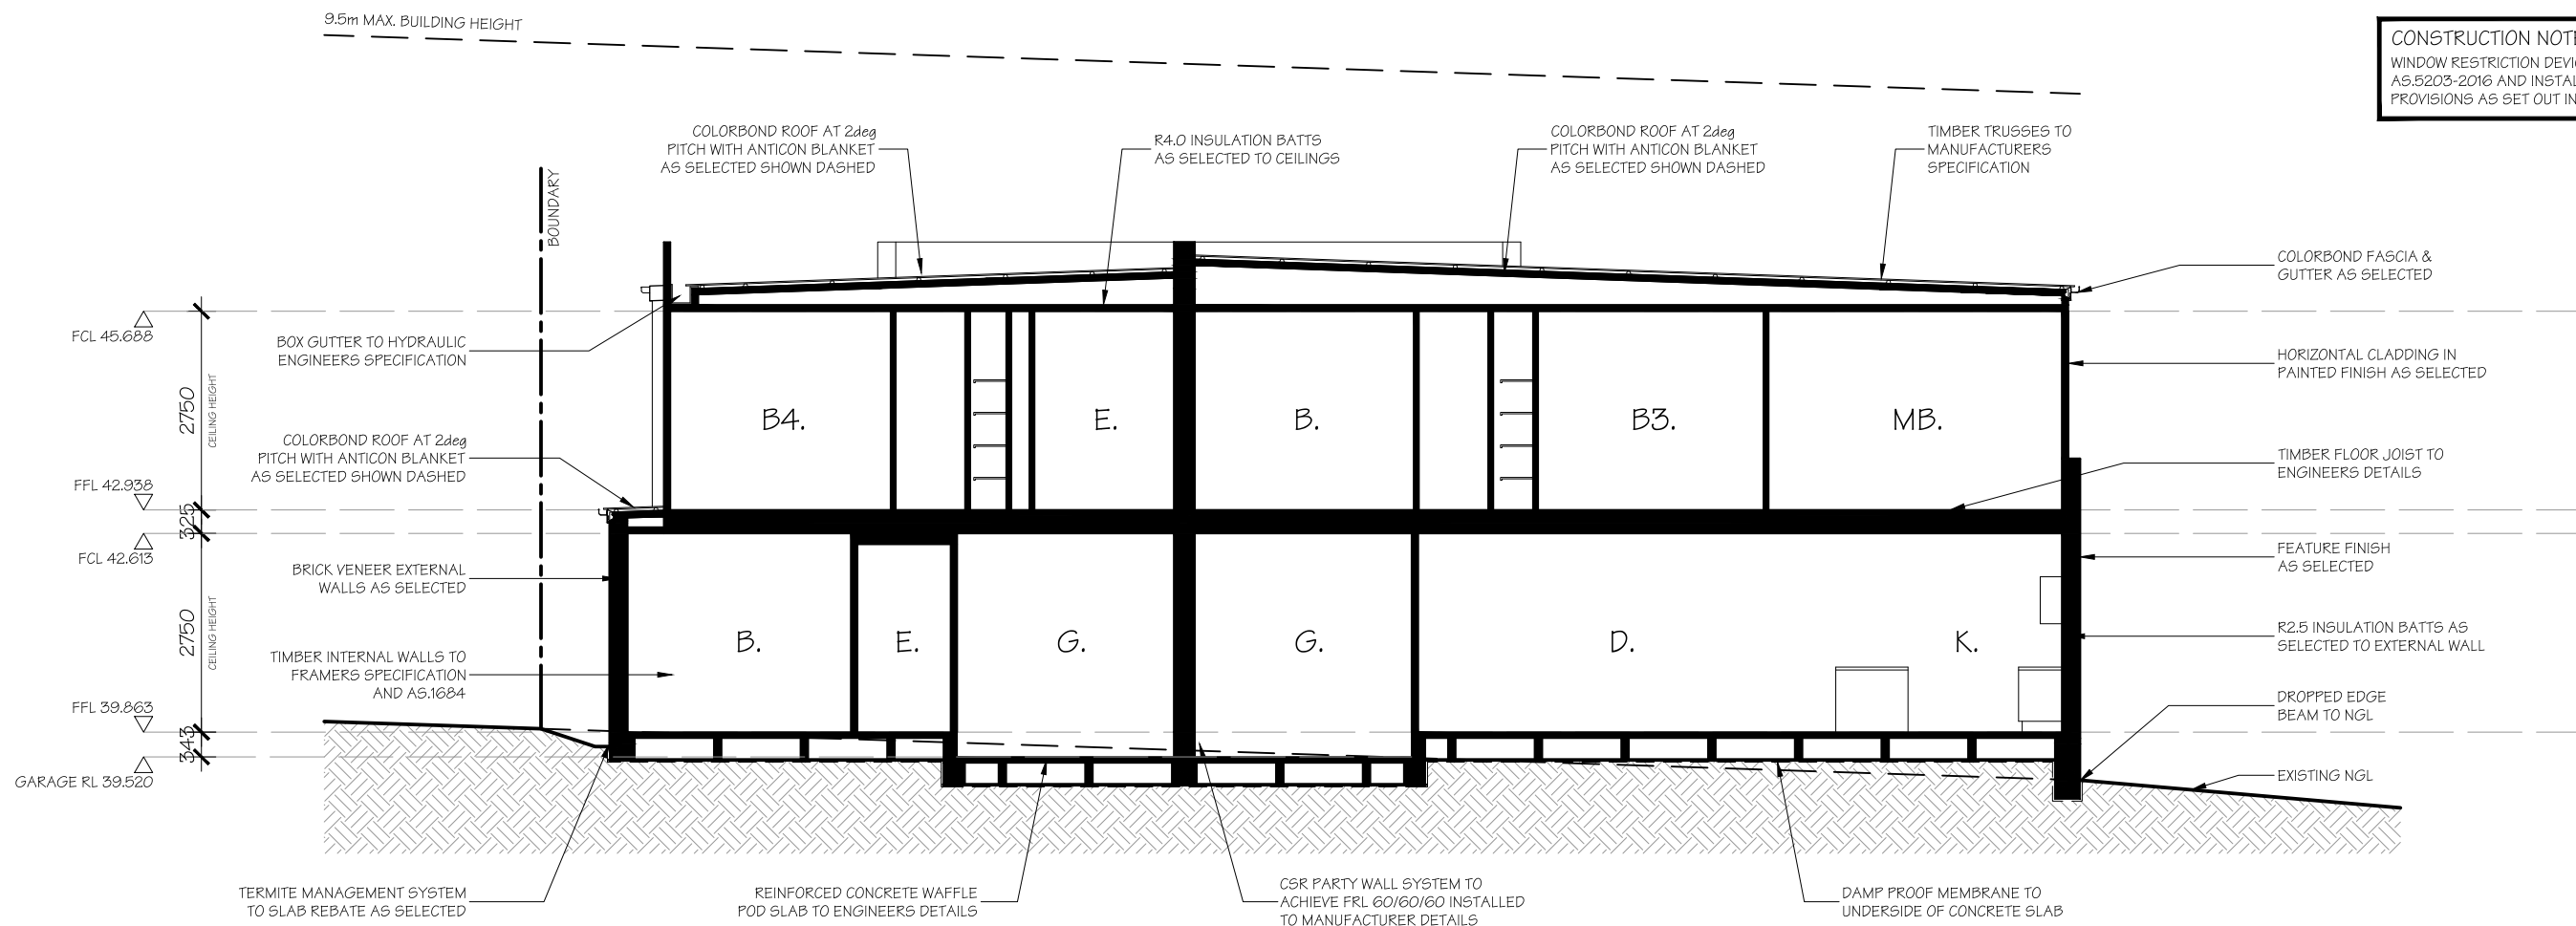 9.5m MAX. BUILDING HEIGHT
CONSTRUCTION NOTE
WINDOW RESTRICTION
AS.5203-2016 AND
PROVISIONS AS SET OUT IN
BOUNDARY
COLORBOND ROOF AT 2deg
PITCH WITH ANTICON BLANKET
AS SELECTED SHOWN DASHED
R4.0 INSULATION BATTS
AS SELECTED TO CEILINGS
COLORBOND ROOF AT 2deg
PITCH WITH ANTICON BLANKET
AS SELECTED SHOWN DASHED
TIMBER TRUSSES TO
MANUFACTURERS
SPECIFICATION
COLORBOND FASCIA &
GUTTER AS SELECTED
FCL 45.688
BOX GUTTER TO HYDRAULIC
ENGINEERS SPECIFICATION
HORIZONTAL CLADDING IN
PAINTED FINISH AS SELECTED
2750
CEILING HEIGHT
B4.
E.
B.
B3.
MB.
COLORBOND ROOF AT 2deg
PITCH WITH ANTICON BLANKET
AS SELECTED SHOWN DASHED
TIMBER FLOOR JOIST TO
ENGINEERS DETAILS
FFL 42.938
325
FCL 42.613
BRICK VENEER EXTERNAL
WALLS AS SELECTED
FEATURE FINISH
AS SELECTED
2750
CEILING HEIGHT
B.
E.
G.
G.
D.
K.
R2.5 INSULATION BATTS AS
SELECTED TO EXTERNAL WALL
TIMBER INTERNAL WALLS TO
FRAMERS SPECIFICATION
AND AS.1684
FFL 39.863
343
GARAGE RL 39.520
DROPPED EDGE
BEAM TO NGL
EXISTING NGL
TERMITE MANAGEMENT SYSTEM
TO SLAB REBATE AS SELECTED
REINFORCED CONCRETE WAFFLE
POD SLAB TO ENGINEERS DETAILS
CSR PARTY WALL SYSTEM TO
ACHIEVE FRL 60/60/60 INSTALLED
TO MANUFACTURER DETAILS
DAMP PROOF MEMBRANE TO
UNDERSIDE OF CONCRETE SLAB